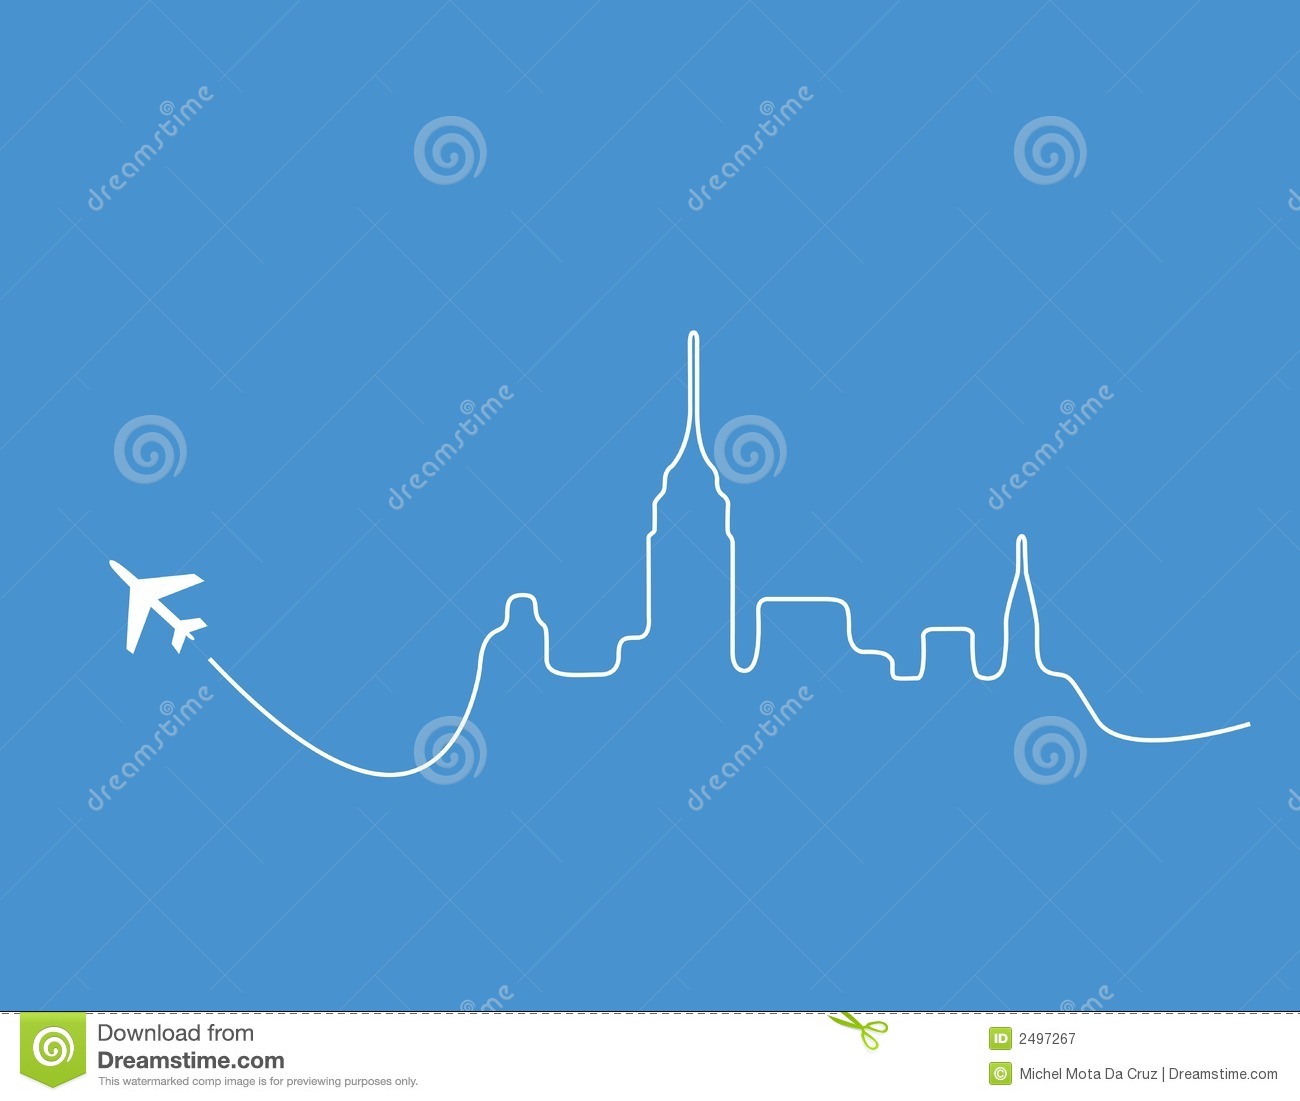 dreamstime
dreamstime
dreamstime
dreamstime
dreamstime
dreamstime
Download from
Dreamstime.com
This watermarked comp image is for previewing purposes only.
ID 2497267
© Michel Mota Da Cruz | Dreamstime.com